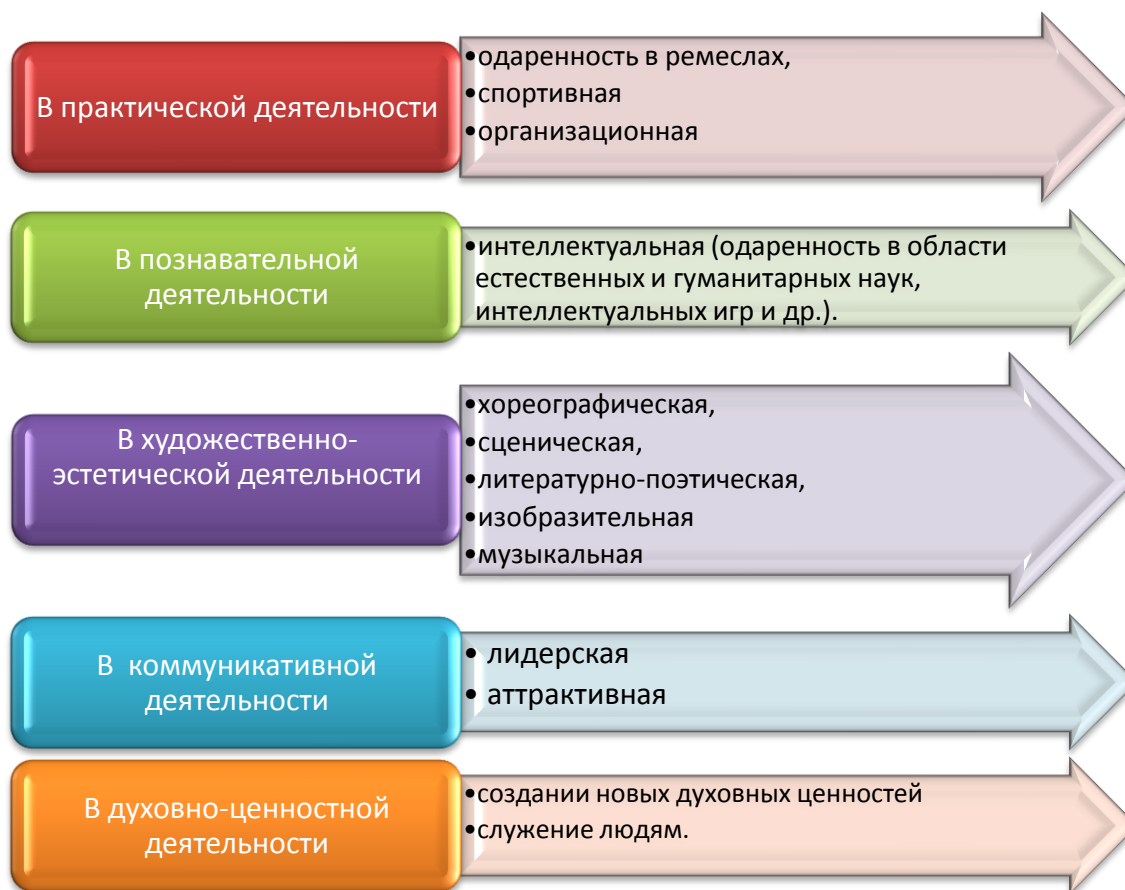 В практической деятельности
•одаренность в ремеслах,
•спортивная
•организационная
В познавательной
деятельности
•интеллектуальная (одаренность в области
естественных и гуманитарных наук,
интеллектуальных игр и др.).
В художественно-
эстетической деятельности
•хореографическая,
•сценическая,
•литературно-поэтическая,
•изобразительная
•музыкальная
В коммуникативной
деятельности
• лидерская
• аттрактивная
В духовно-ценностной
деятельности
•создании новых духовных ценностей
•служение людям.